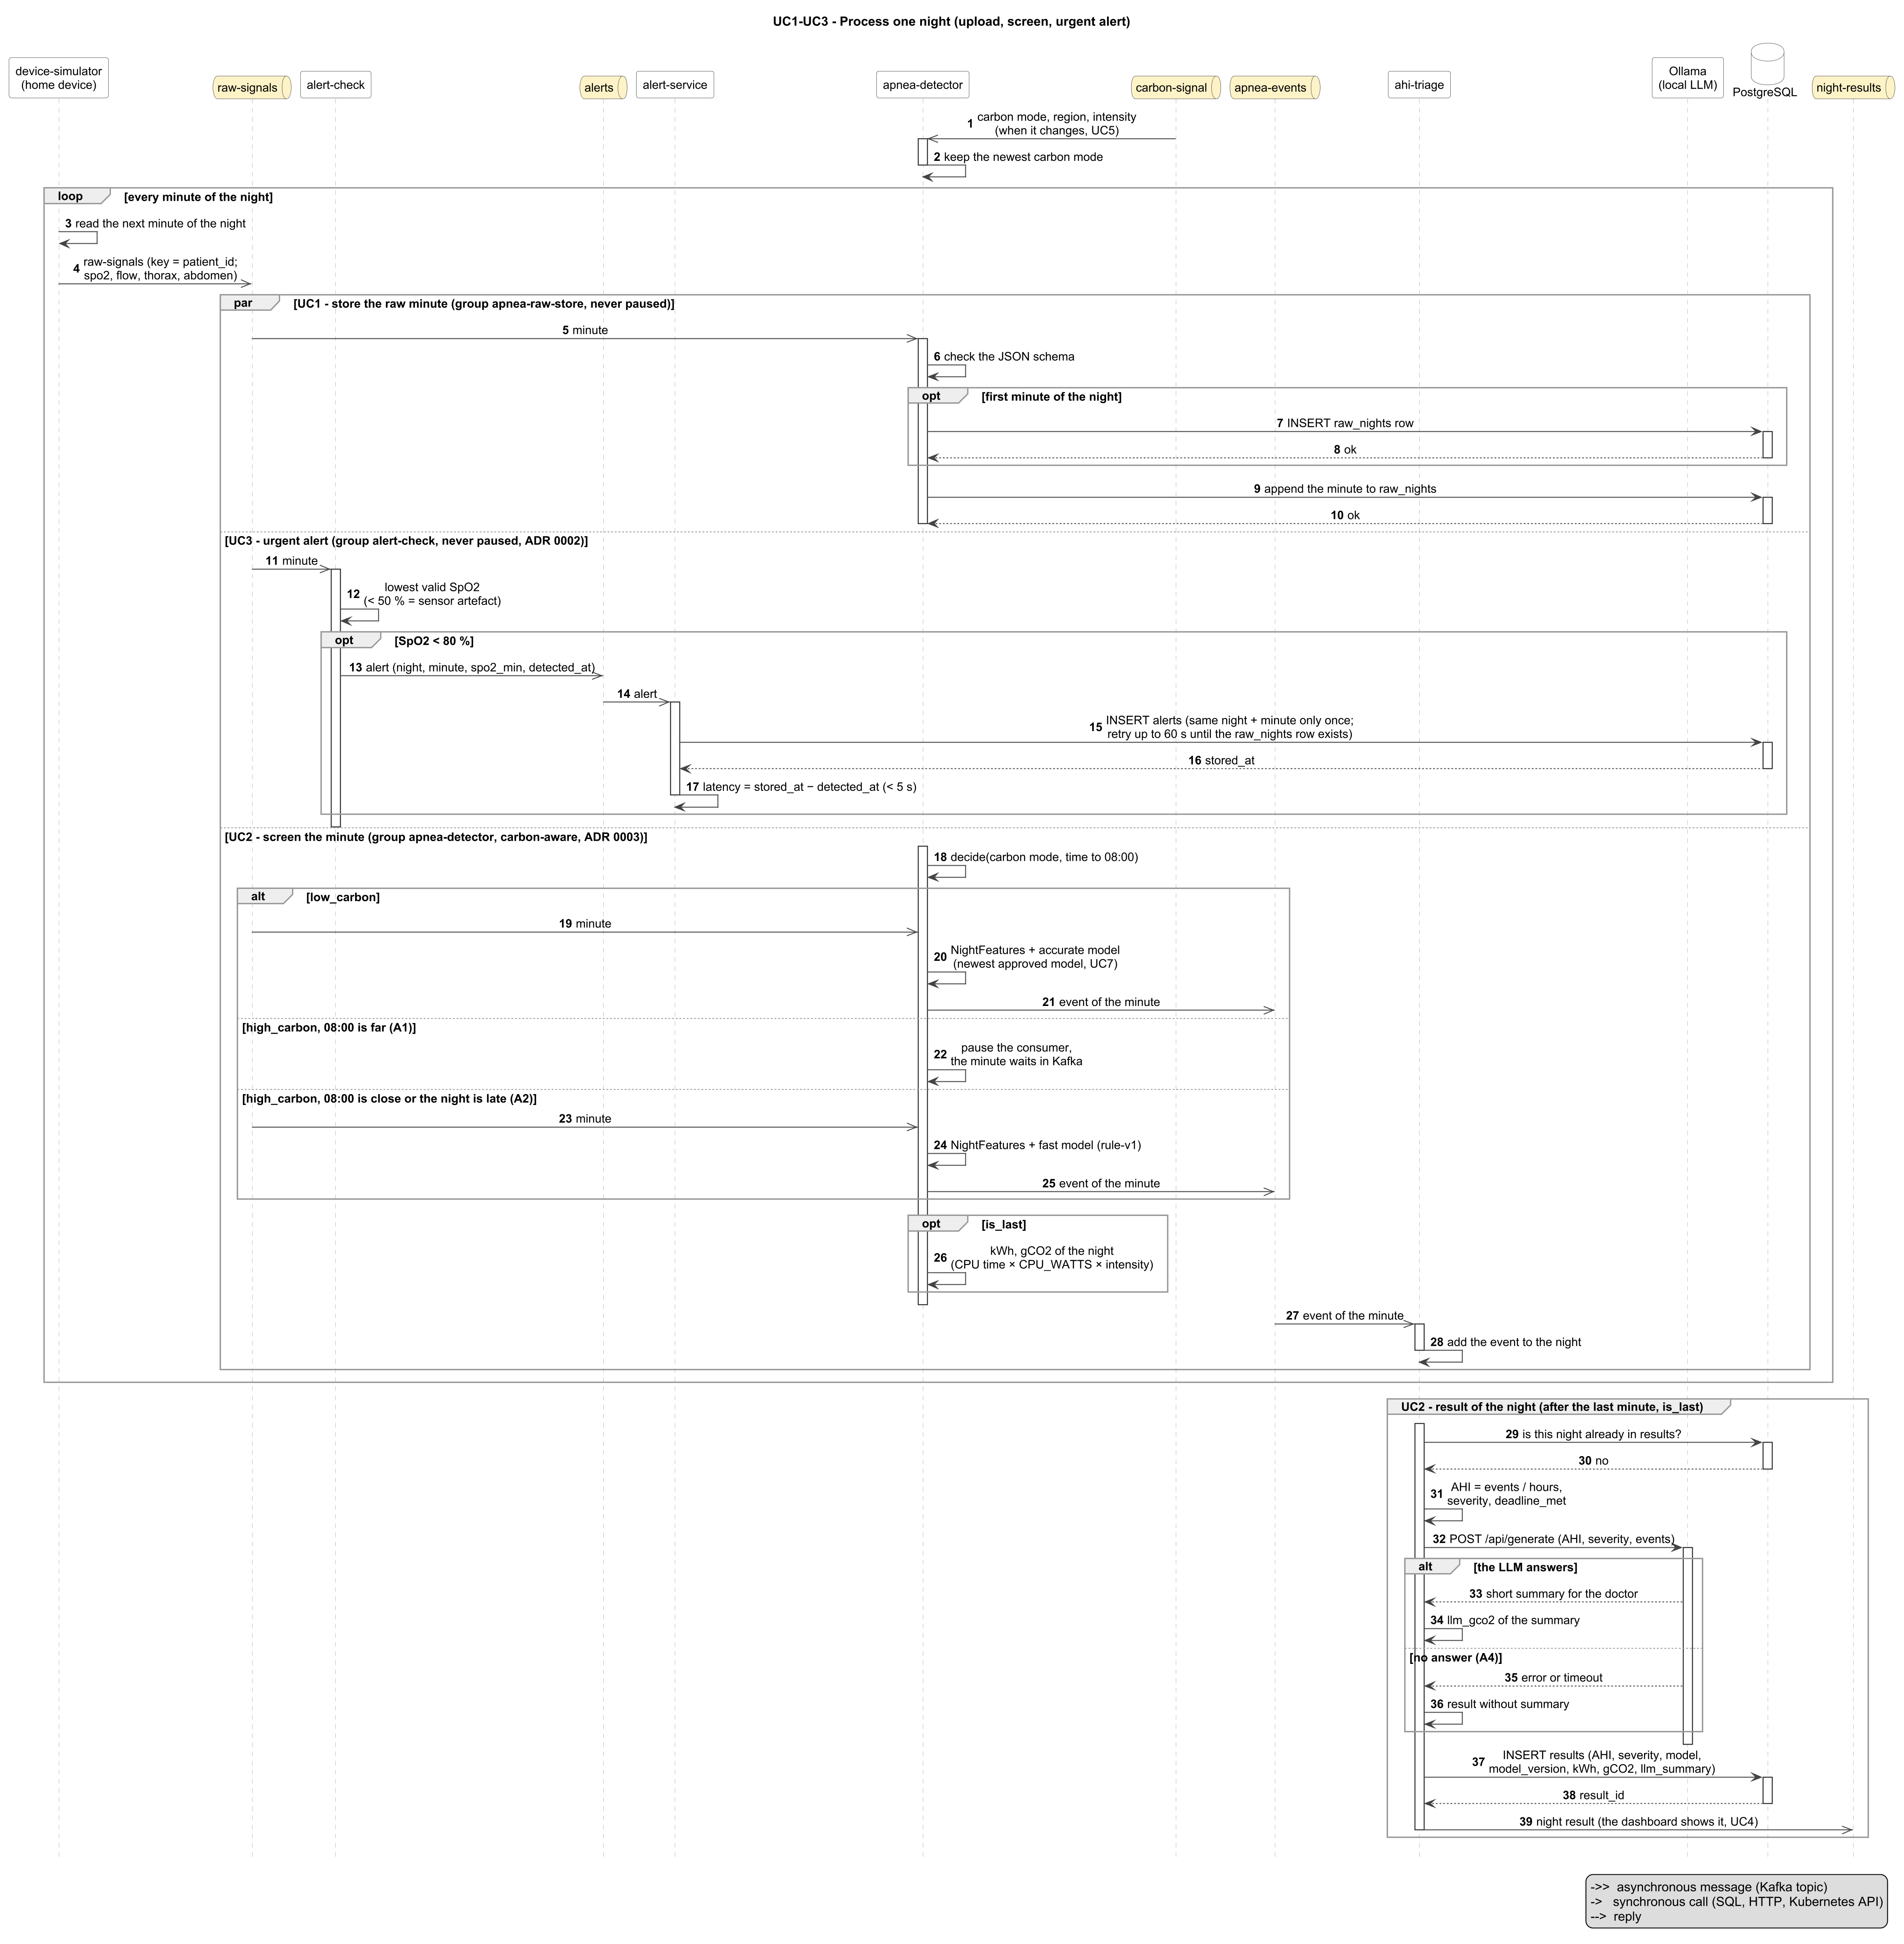 UC1-UC3 - Process one night (upload, screen, urgent alert)
device-simulator
(home device)
raw-signals
alert-check
alerts
alert-service
apnea-detector
carbon-signal
apnea-events
ahi-triage
Ollama
(local LLM)
PostgreSQL
night-results
1 carbon mode, region, intensity
(when it changes, UC5)
2 keep the newest carbon mode
loop [every minute of the night]
3 read the next minute of the night
4 raw-signals (key = patient_id;
spo2, flow, thorax, abdomen)
par [UC1 - store the raw minute (group apnea-raw-store, never paused)]
5 minute
6 check the JSON schema
opt [first minute of the night]
7 INSERT raw_nights row
8 ok
9 append the minute to raw_nights
10 ok
[UC3 - urgent alert (group alert-check, never paused, ADR 0002)]
11 minute
12 lowest valid SpO2
(< 50 % = sensor artefact)
opt [SpO2 < 80 %]
13 alert (night, minute, spo2_min, detected_at)
14 alert
15 INSERT alerts (same night + minute only once;
retry up to 60 s until the raw_nights row exists)
16 stored_at
17 latency = stored_at − detected_at (< 5 s)
[UC2 - screen the minute (group apnea-detector, carbon-aware, ADR 0003)]
18 decide(carbon mode, time to 08:00)
alt [low_carbon]
19 minute
20 NightFeatures + accurate model
(newest approved model, UC7)
21 event of the minute
[high_carbon, 08:00 is far (A1)]
22 pause the consumer,
the minute waits in Kafka
[high_carbon, 08:00 is close or the night is late (A2)]
23 minute
24 NightFeatures + fast model (rule-v1)
25 event of the minute
opt [is_last]
26 kWh, gCO2 of the night
(CPU time × CPU_WATTS × intensity)
27 event of the minute
28 add the event to the night
UC2 - result of the night (after the last minute, is_last)
29 is this night already in results?
30 no
31 AHI = events / hours,
severity, deadline_met
32 POST /api/generate (AHI, severity, events)
alt [the LLM answers]
33 short summary for the doctor
34 llm_gco2 of the summary
[no answer (A4)]
35 error or timeout
36 result without summary
37 INSERT results (AHI, severity, model,
model_version, kWh, gCO2, llm_summary)
38 result_id
39 night result (the dashboard shows it, UC4)
->> asynchronous message (Kafka topic)
-> synchronous call (SQL, HTTP, Kubernetes API)
--> reply